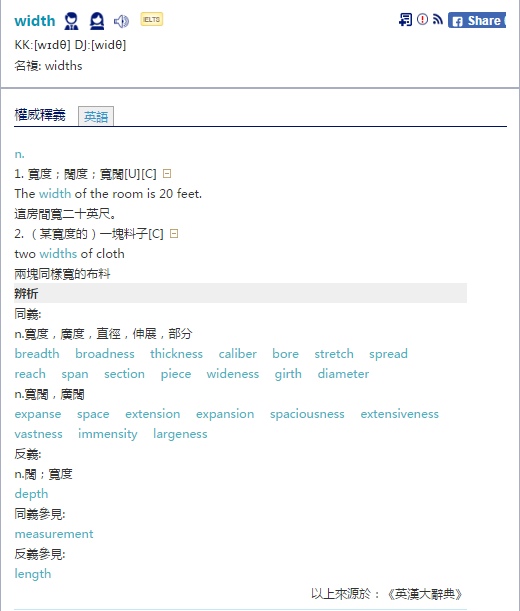 width IELTS Share
KK:[wɪdθ] DJ:[widθ]
名複: widths
權威釋義 英語
n.
1. 寬度；闊度；寬闊[U][C]
The width of the room is 20 feet.
這房間寬二十英尺。
2. （某寬度的）一塊料子[C]
two widths of cloth
兩塊同樣寬的布料
辨析
同義:
n.寬度，廣度，直徑，伸展，部分
breadth broadness thickness caliber bore stretch spread
reach span section piece wideness girth diameter
n.寬闊，廣闊
expanse space extension expansion spaciousness extensiveness
vastness immensity largeness
反義:
n.闊；寬度
depth
同義參見:
measurement
反義參見:
length
以上來源於：《英漢大辭典》